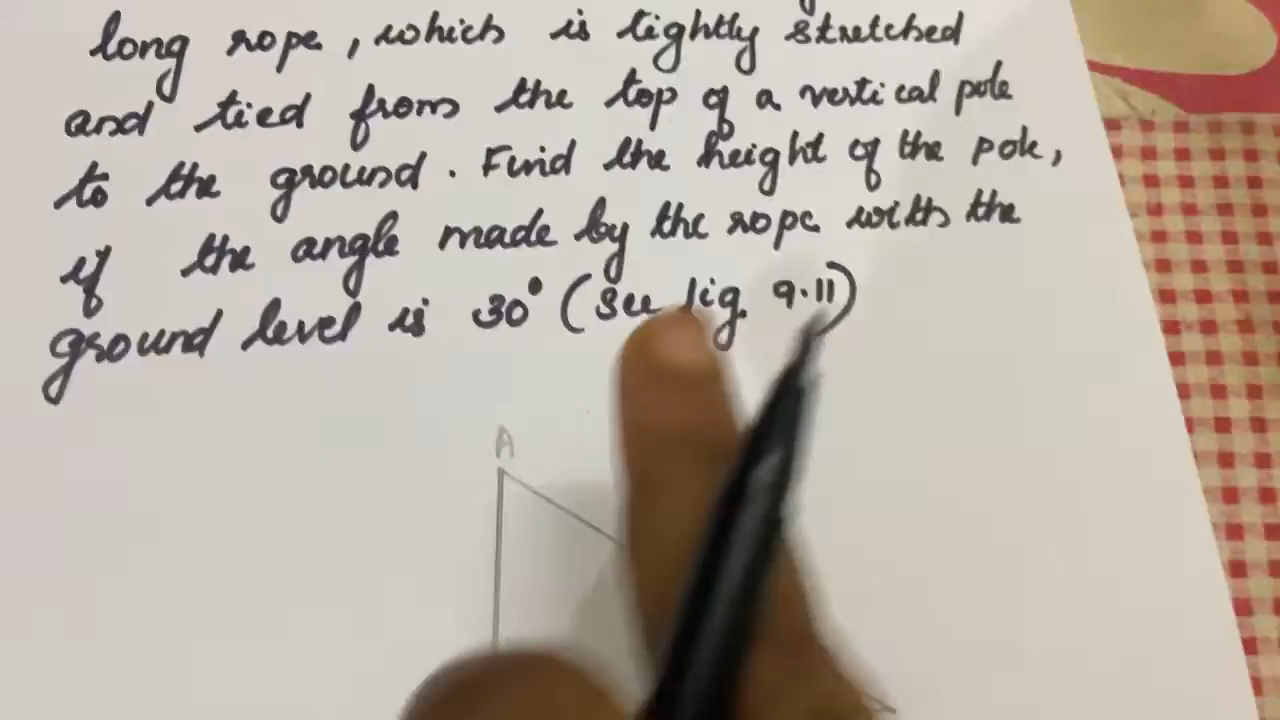 long rope, which is tightly stretched
and tied from the top of a vertical pole
to the ground. Find the height of the pole,
if the angle made by the rope with the
ground level is 30° (See fig. 9.11)
A